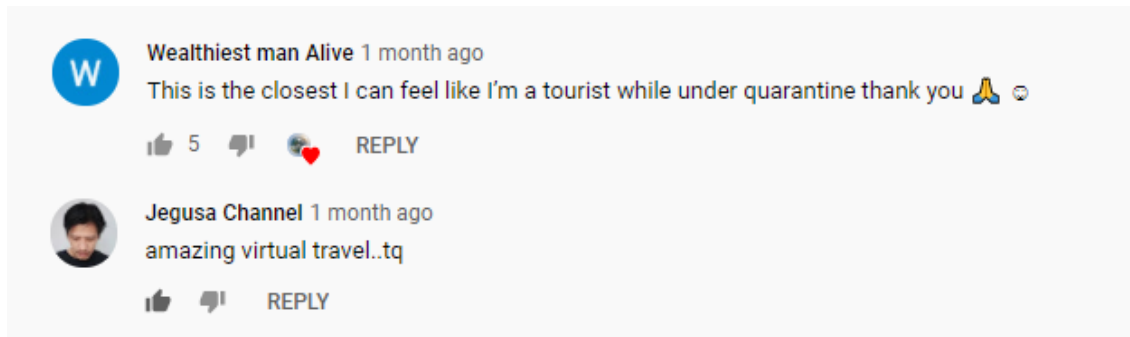 W
Wealthiest man Alive 1 month ago
This is the closest I can feel like I'm a tourist while under quarantine thank you 🙏 ☺
5 REPLY
Jegusa Channel 1 month ago
amazing virtual travel..tq
REPLY